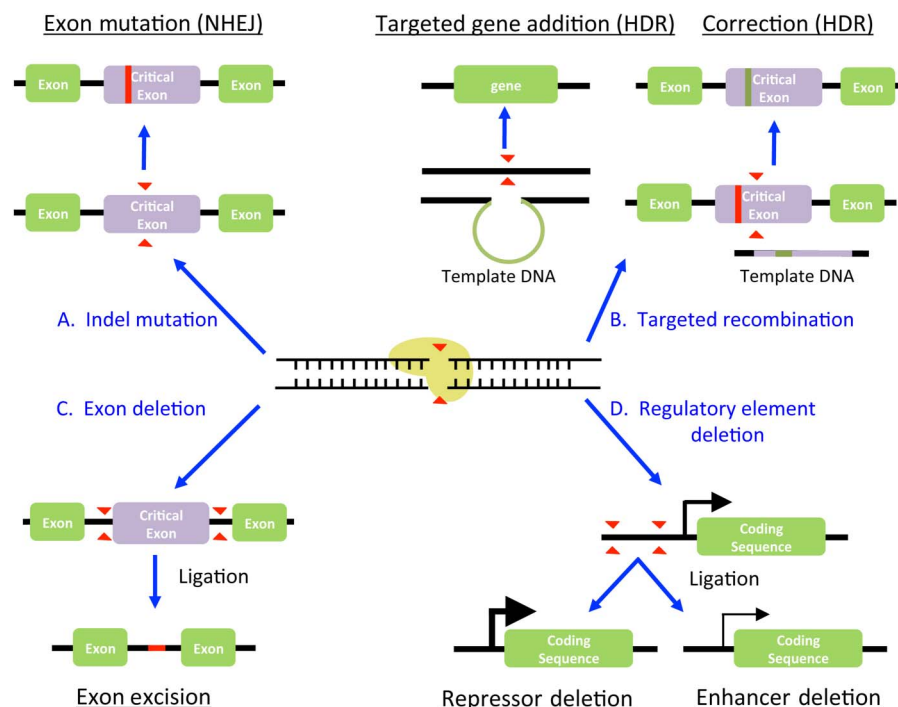 Exon mutation (NHEJ)
Targeted gene addition (HDR)
Correction (HDR)
Exon
Critical
Exon
Exon
gene
Exon
Critical
Exon
Exon
Exon
Critical
Exon
Exon
Exon
Critical
Exon
Exon
Template DNA
Template DNA
A. Indel mutation
B. Targeted recombination
C. Exon deletion
D. Regulatory element
deletion
Exon
Critical
Exon
Exon
Coding
Sequence
Ligation
Ligation
Exon
Exon
Coding
Sequence
Coding
Sequence
Exon excision
Repressor deletion
Enhancer deletion